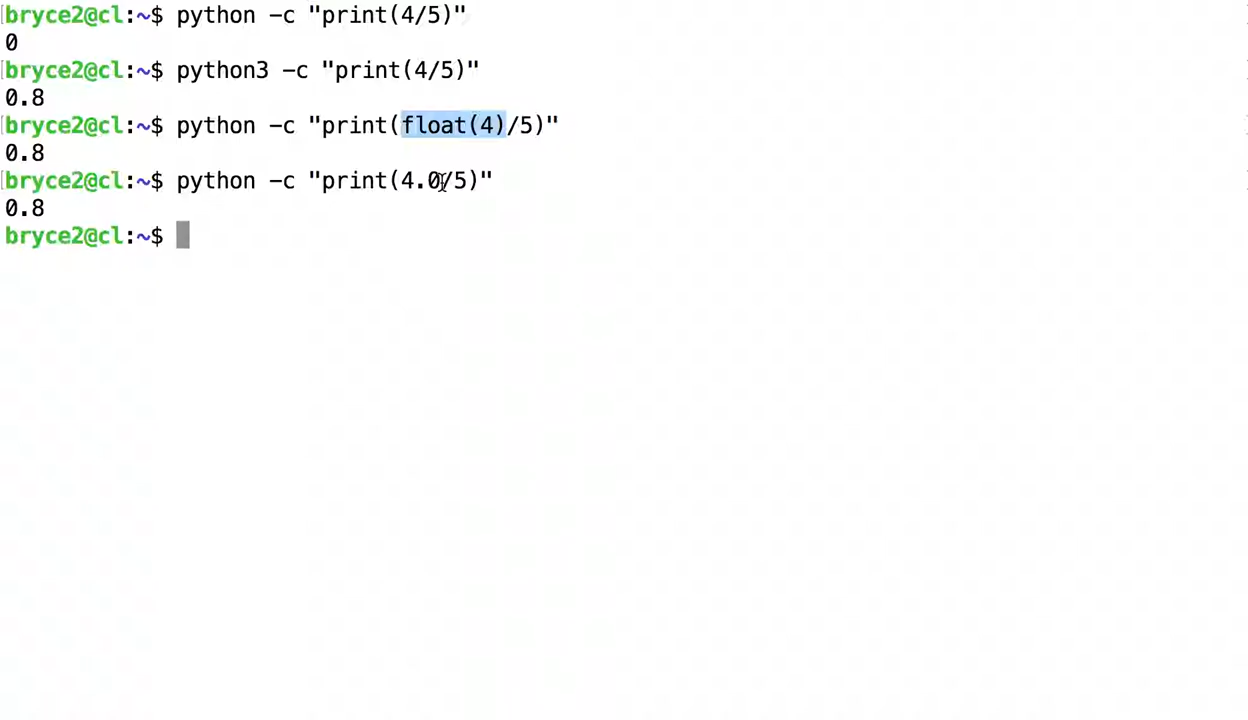 bryce2@cl:~$ python -c "print(4/5)"
0
bryce2@cl:~$ python3 -c "print(4/5)"
0.8
bryce2@cl:~$ python -c "print(float(4)/5)"
0.8
bryce2@cl:~$ python -c "print(4.0/5)"
0.8
bryce2@cl:~$